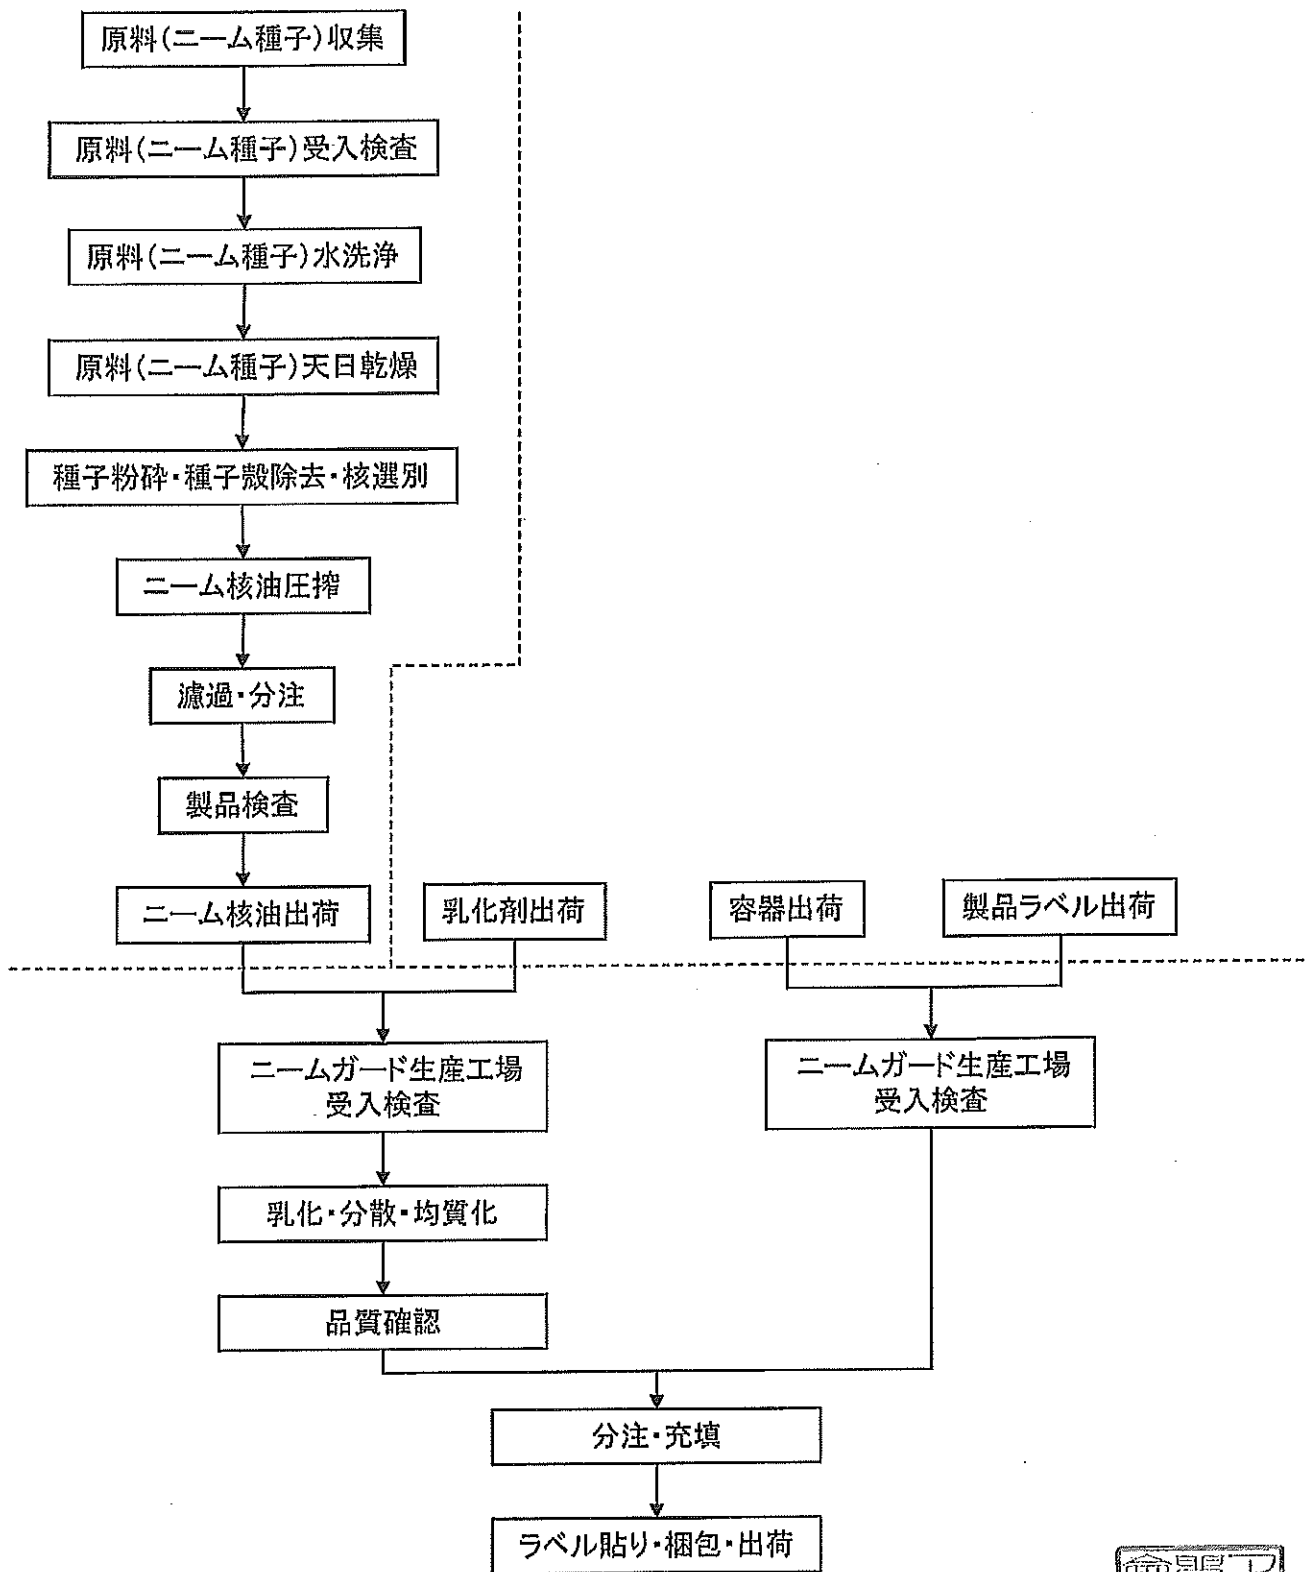 原料(ニーム種子)収集
原料(ニーム種子)受入検査
原料(ニーム種子)水洗浄
原料(ニーム種子)天日乾燥
種子粉砕・種子殻除去・核選別
ニーム核油圧搾
濾過・分注
製品検査
ニーム核油出荷
乳化剤出荷
容器出荷
製品ラベル出荷
ニームガード生産工場
受入検査
ニームガード生産工場
受入検査
乳化・分散・均質化
品質確認
分注・充填
ラベル貼り・梱包・出荷